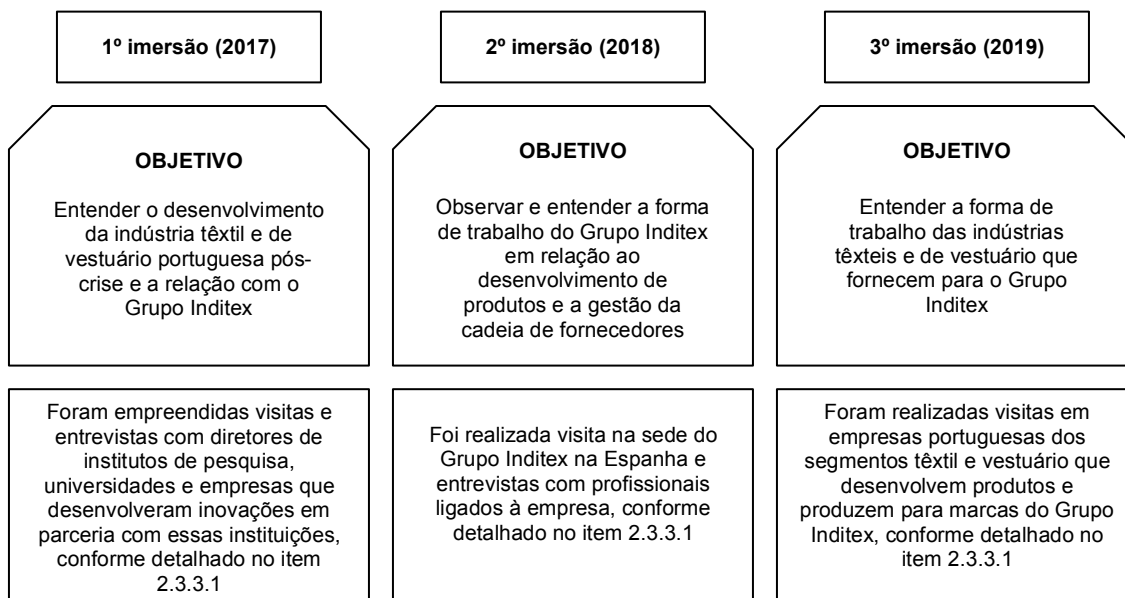 1º imersão (2017)
2º imersão (2018)
3º imersão (2019)
OBJETIVO
Entender o desenvolvimento
da indústria têxtil e de
vestuário portuguesa pós-
crise e a relação com o
Grupo Inditex
OBJETIVO
Observar e entender a forma
de trabalho do Grupo Inditex
em relação ao
desenvolvimento de
produtos e a gestão da
cadeia de fornecedores
OBJETIVO
Entender a forma de
trabalho das indústrias
têxteis e de vestuário que
fornecem para o Grupo
Inditex
Foram empreendidas visitas e
entrevistas com diretores de
institutos de pesquisa,
universidades e empresas que
desenvolveram inovações em
parceria com essas instituições,
conforme detalhado no item
2.3.3.1
Foi realizada visita na sede do
Grupo Inditex na Espanha e
entrevistas com profissionais
ligados à empresa, conforme
detalhado no item 2.3.3.1
Foram realizadas visitas em
empresas portuguesas dos
segmentos têxtil e vestuário que
desenvolvem produtos e
produzem para marcas do Grupo
Inditex, conforme detalhado no
item 2.3.3.1